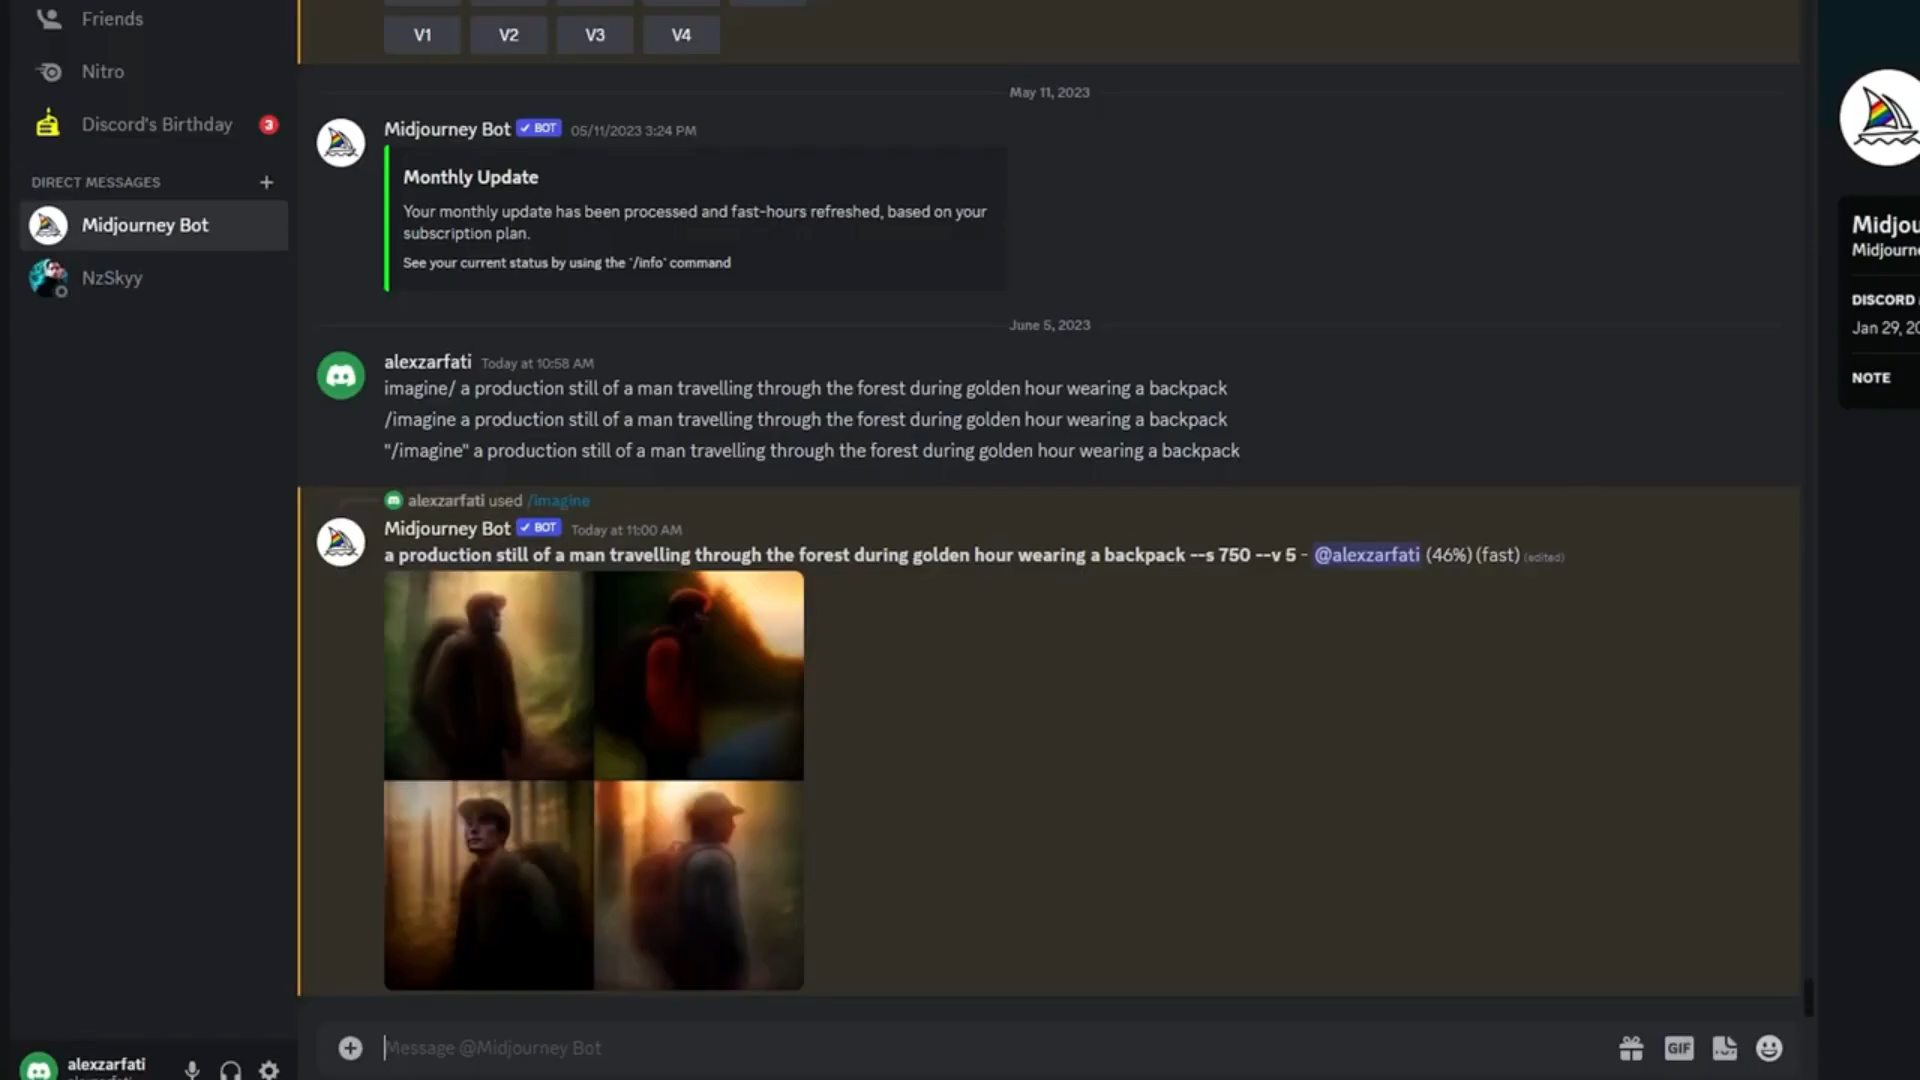 Friends
Nitro
Discord's Birthday 3
DIRECT MESSAGES +
Midjourney Bot
NzSkyy
V1 V2 V3 V4
May 11, 2023
Midjourney Bot ✓ BOT 05/11/2023 3:24 PM
Monthly Update
Your monthly update has been processed and fast-hours refreshed, based on your
subscription plan.
See your current status by using the `/info` command
June 5, 2023
alexzarfati Today at 10:58 AM
imagine/ a production still of a man travelling through the forest during golden hour wearing a backpack
/imagine a production still of a man travelling through the forest during golden hour wearing a backpack
"/imagine" a production still of a man travelling through the forest during golden hour wearing a backpack
alexzarfati used /imagine
Midjourney Bot ✓ BOT Today at 11:00 AM
a production still of a man travelling through the forest during golden hour wearing a backpack --s 750 --v 5 - @alexzarfati (46%) (fast) (edited)
Message @Midjourney Bot
GIF
alexzarfati
Midjou
Midjourne
DISCORD
Jan 29, 20
NOTE